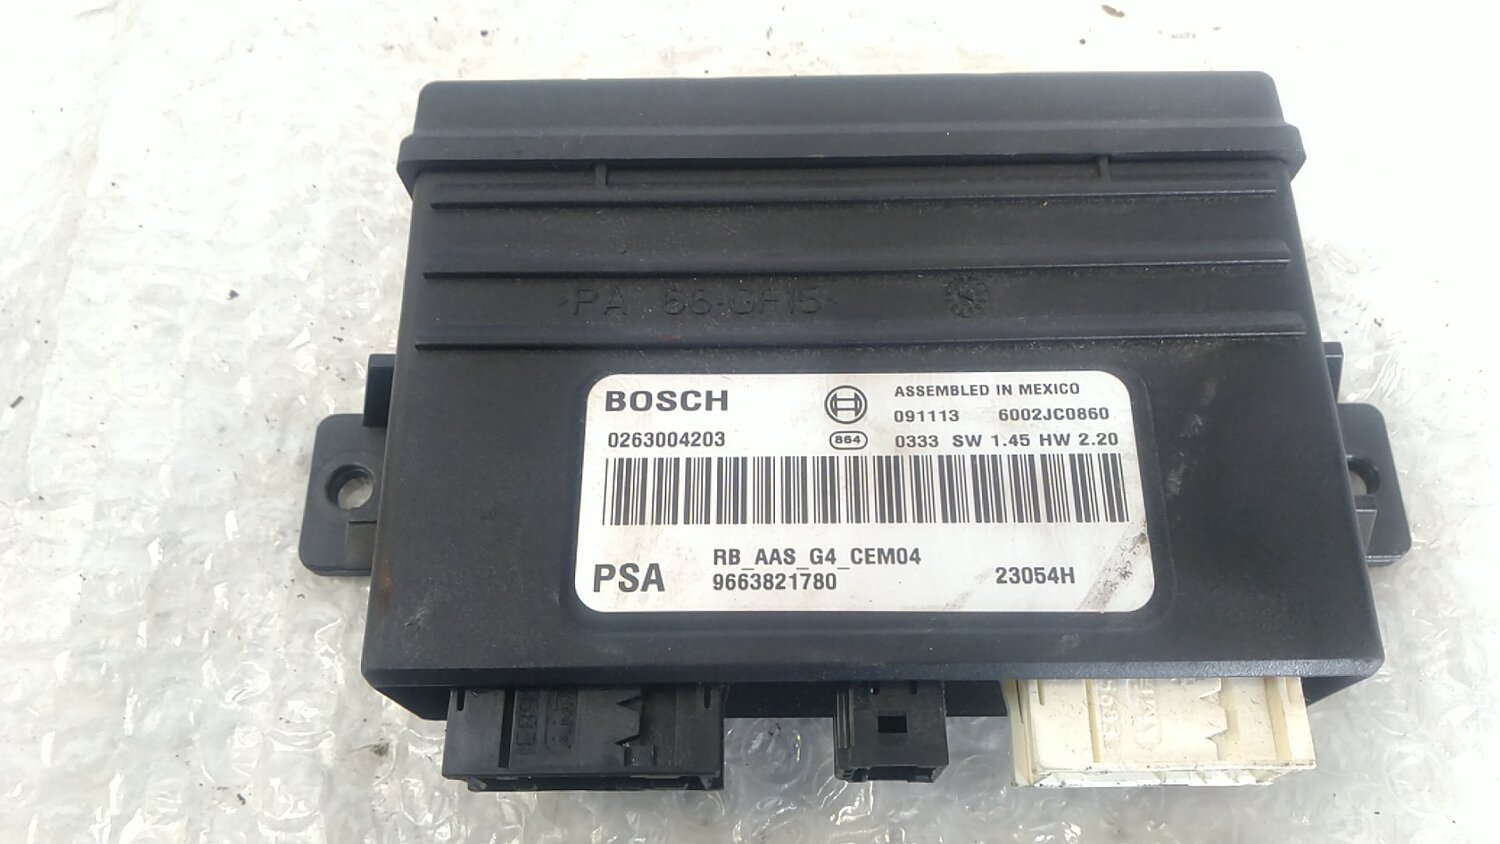 >PA 66-GF15<
BOSCH
ASSEMBLED IN MEXICO
091113 6002JC0860
0263004203
864
0333 SW 1.45 HW 2.20
RB_AAS_G4_CEM04
PSA
9663821780
23054H